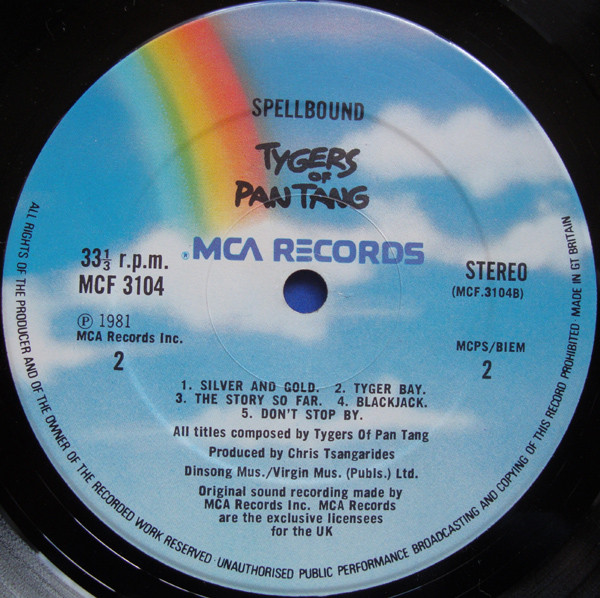 SPELLBOUND
TYGERS
OF
PAN TANG
MCA RECORDS
33⅓ r.p.m.
MCF 3104
STEREO
(MCF.3104B)
Ⓟ 1981
MCA Records Inc.
2
MCPS/BIEM
2
1. SILVER AND GOLD. 2. TYGER BAY.
3. THE STORY SO FAR. 4. BLACKJACK.
5. DON'T STOP BY.
All titles composed by Tygers Of Pan Tang
Produced by Chris Tsangarides
Dinsong Mus./Virgin Mus. (Publs.) Ltd.
Original sound recording made by
MCA Records Inc. MCA Records
are the exclusive licensees
for the UK
ALL RIGHTS OF THE PRODUCER AND OF THE OWNER OF THE RECORDED WORK RESERVED · UNAUTHORISED PUBLIC PERFORMANCE BROADCASTING AND COPYING OF THIS RECORD PROHIBITED · MADE IN GT BRITAIN